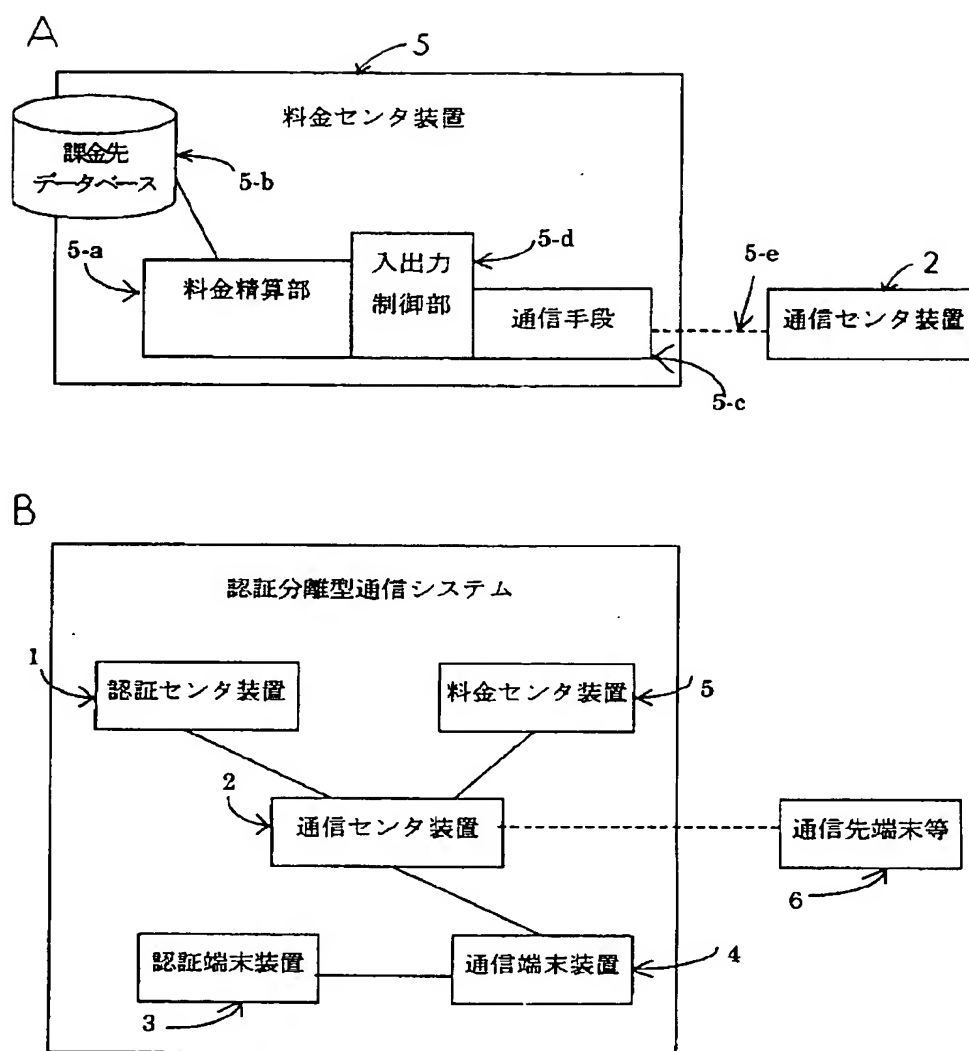 A
5
料金センタ装置
課金先
データベース
5-b
5-a
料金精算部
入出力
制御部
5-d
通信手段
5-c
5-e
2
通信センタ装置
B
認証分離型通信システム
1
認証センタ装置
料金センタ装置
5
2
通信センタ装置
通信先端末等
6
認証端末装置
3
通信端末装置
4